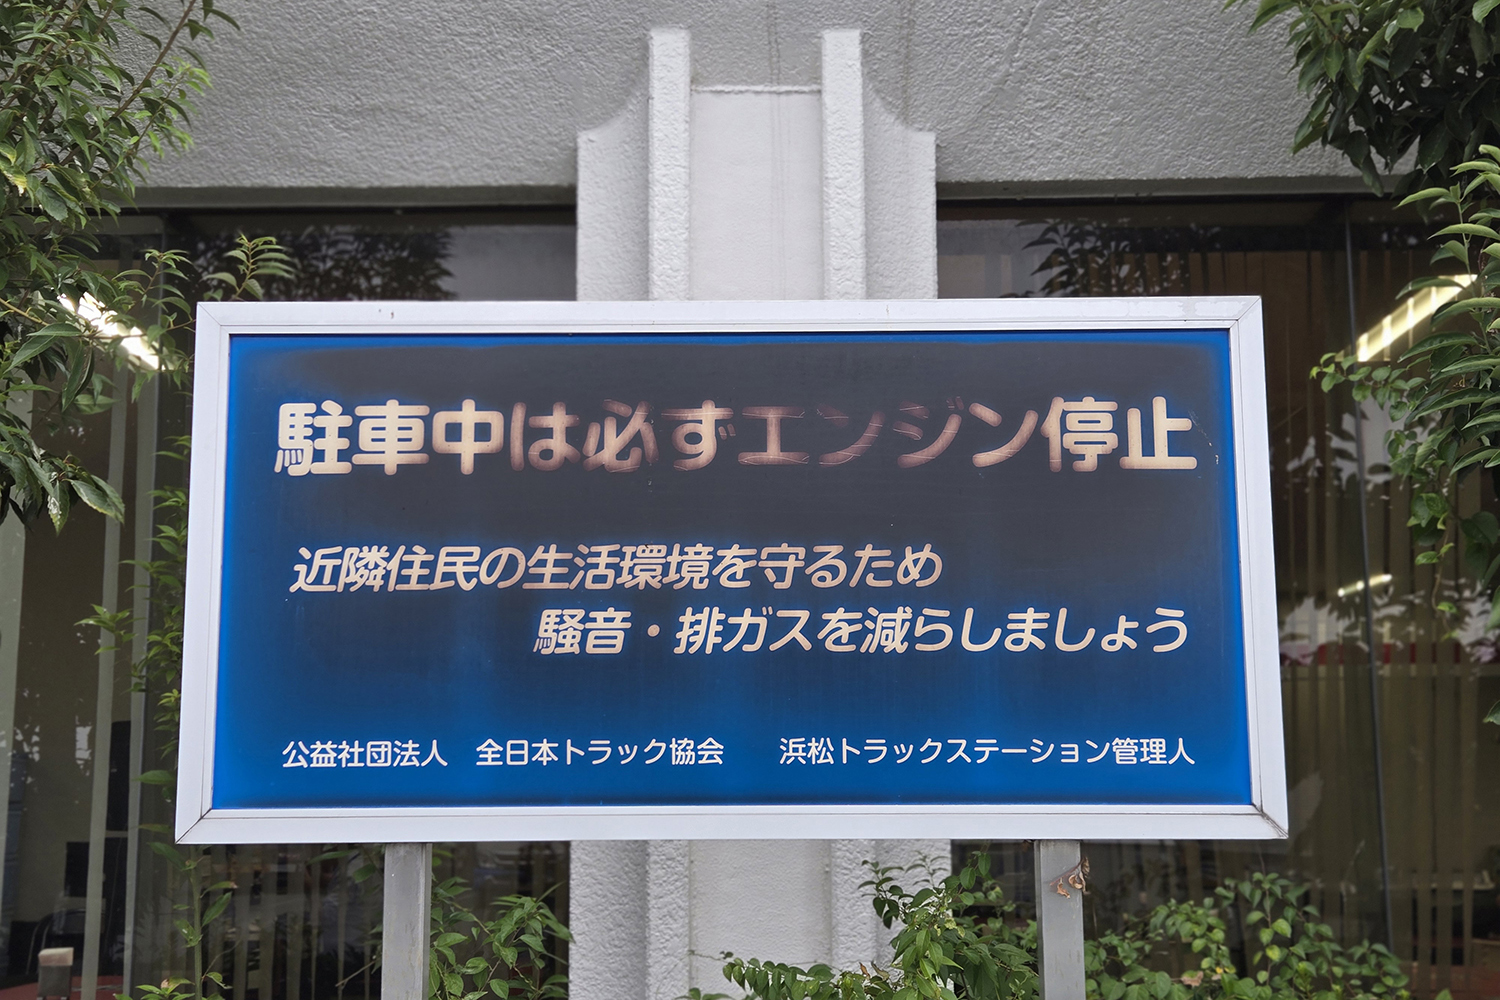 駐車中は必ずエンジン停止
近隣住民の生活環境を守るため
騒音・排ガスを減らしましょう
公益社団法人　全日本トラック協会　　浜松トラックステーション管理人